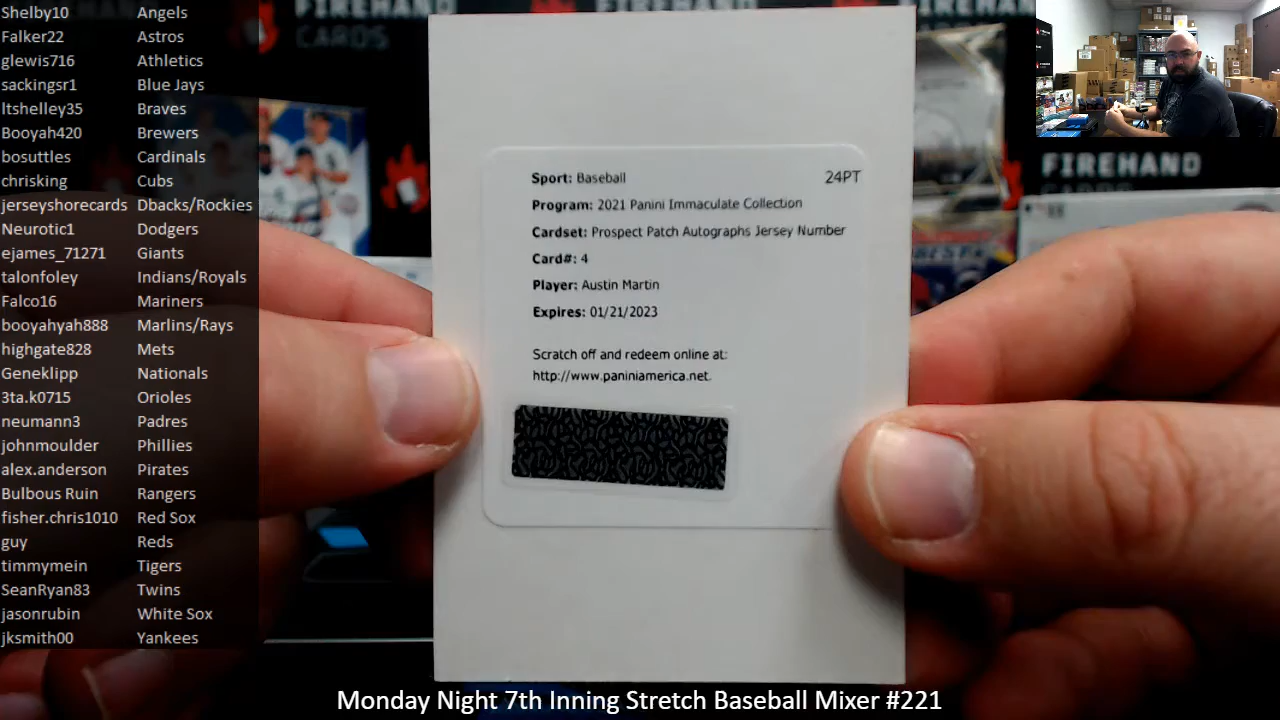 Shelby10 Angels
Falker22 Astros
glewis716 Athletics
sackingsr1 Blue Jays
ltshelley35 Braves
Booyah420 Brewers
bosuttles Cardinals
chrisking Cubs
jerseyshorecards Dbacks/Rockies
Neurotic1 Dodgers
ejames_71271 Giants
talonfoley Indians/Royals
Falco16 Mariners
booyahyah888 Marlins/Rays
highgate828 Mets
Geneklipp Nationals
3ta.k0715 Orioles
neumann3 Padres
johnmoulder Phillies
alex.anderson Pirates
Bulbous Ruin Rangers
fisher.chris1010 Red Sox
guy Reds
timmymein Tigers
SeanRyan83 Twins
jasonrubin White Sox
jksmith00 Yankees
FIREHAND
CARDS
Sport: Baseball 24PT
Program: 2021 Panini Immaculate Collection
Cardset: Prospect Patch Autographs Jersey Number
Card#: 4
Player: Austin Martin
Expires: 01/21/2023
Scratch off and redeem online at:
http://www.paniniamerica.net.
FIREHAND
Monday Night 7th Inning Stretch Baseball Mixer #221